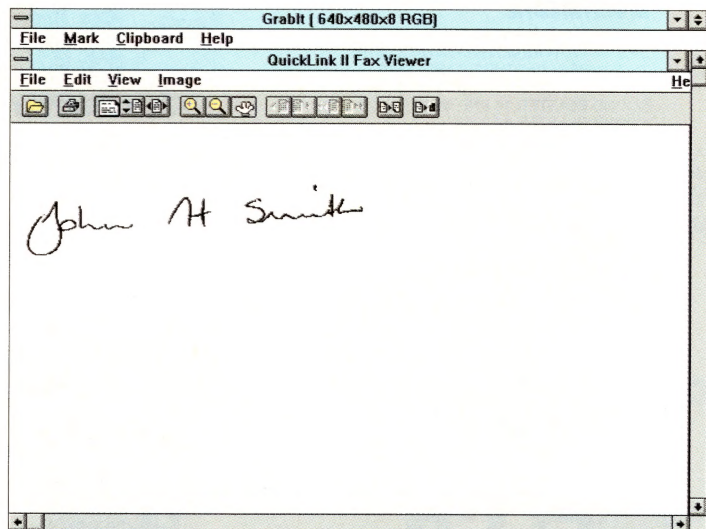 GrabIt [ 640x480x8 RGB]
File Mark Clipboard Help
QuickLink II Fax Viewer
File Edit View Image He
John H Smith